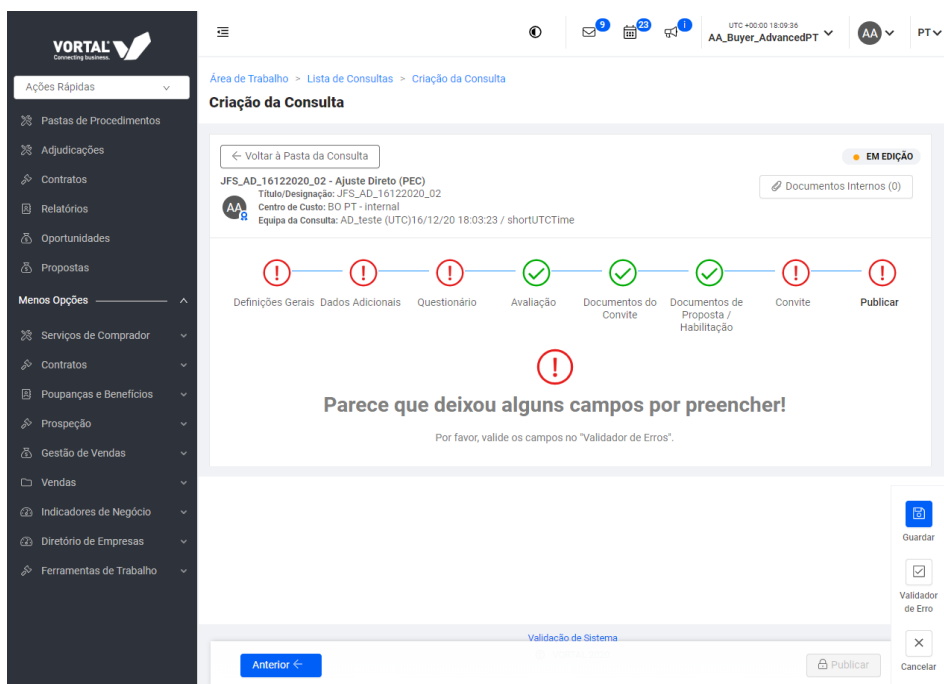 VORTAL
Connecting business.
Ações Rápidas
Pastas de Procedimentos
Adjudicações
Contratos
Relatórios
Oportunidades
Propostas
Menos Opções
Serviços de Comprador
Contratos
Poupanças e Benefícios
Prospeção
Gestão de Vendas
Vendas
Indicadores de Negócio
Diretório de Empresas
Ferramentas de Trabalho
9
23
i
UTC +00:00 18:09:36
AA_Buyer_AdvancedPT
AA
PT
Área de Trabalho > Lista de Consultas > Criação da Consulta
Criação da Consulta
Voltar à Pasta da Consulta
EM EDIÇÃO
JFS_AD_16122020_02 - Ajuste Direto (PEC)
Título/Designação: JFS_AD_16122020_02
AA
Centro de Custo: BO PT - internal
Equipa da Consulta: AD_teste (UTC)16/12/20 18:03:23 / shortUTCTime
Documentos Internos (0)
Definições Gerais
Dados Adicionais
Questionário
Avaliação
Documentos do
Convite
Documentos de
Proposta /
Habilitação
Convite
Publicar
Parece que deixou alguns campos por preencher!
Por favor, valide os campos no "Validador de Erros".
Guardar
Validador
de Erro
Cancelar
Validação de Sistema
Anterior
Publicar